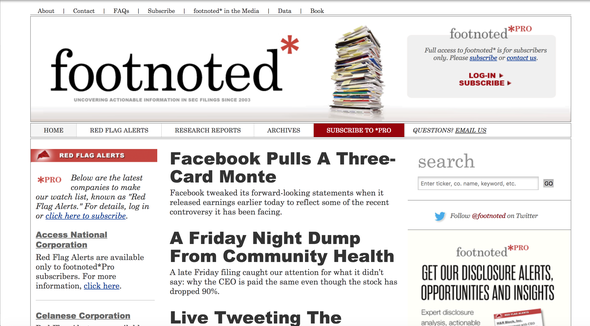 About | Contact | FAQs | Subscribe | footnoted* in the Media | Data | Book
footnoted*
UNCOVERING ACTIONABLE INFORMATION IN SEC FILINGS SINCE 2003
footnoted*PRO
Full access to footnoted* is for subscribers
only. Please subscribe or contact us.
LOG-IN
SUBSCRIBE
HOME RED FLAG ALERTS RESEARCH REPORTS ARCHIVES SUBSCRIBE TO *PRO QUESTIONS? EMAIL US
RED FLAG ALERTS
*PRO Below are the latest
companies to make
our watch list, known as "Red
Flag Alerts." For details, log in
or click here to subscribe.
Access National
Corporation
Red Flag Alerts are available
only to footnoted*Pro
subscribers. For more
information, click here.
Celanese Corporation
Facebook Pulls A Three-
Card Monte
Facebook tweaked its forward-looking statements when it
released earnings earlier today to reflect some of the recent
controversy it has been facing.
A Friday Night Dump
From Community Health
A late Friday filing caught our attention for what it didn't
say: why the CEO is paid the same even though the stock has
dropped 90%.
Live Tweeting The
search
Enter ticker, co. name, keyword, etc. GO
Follow @footnoted on Twitter
footnoted*PRO
GET OUR DISCLOSURE ALERTS,
OPPORTUNITIES AND INSIGHTS
Expert disclosure
analysis, actionable